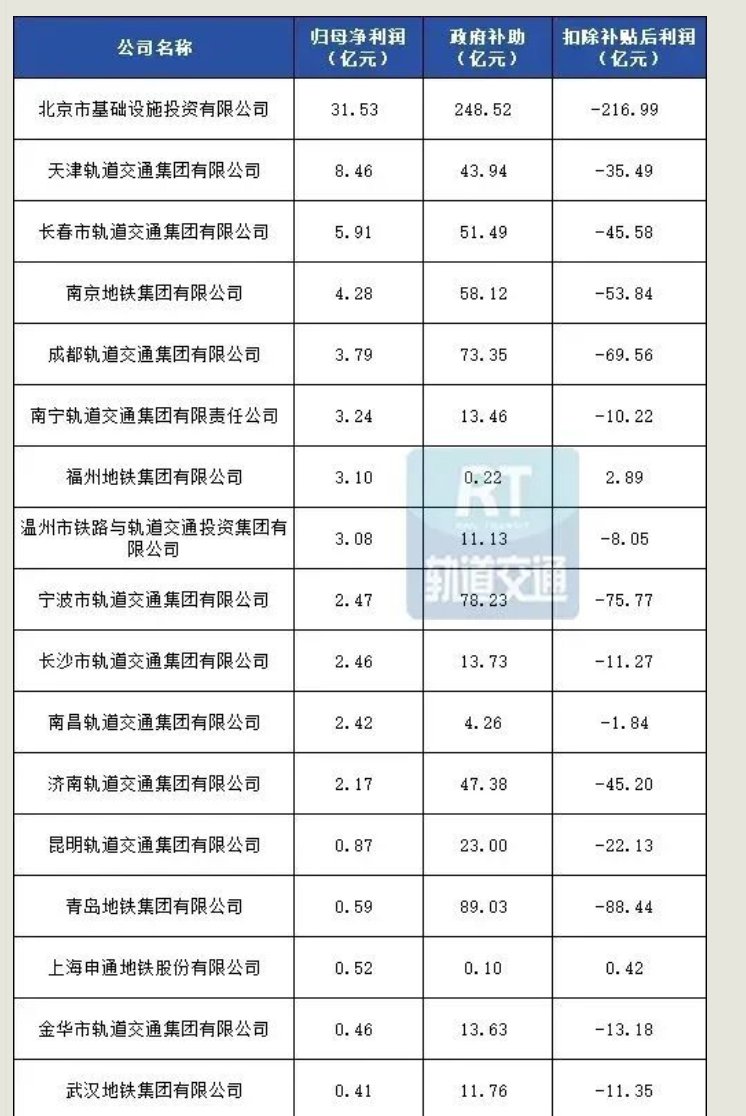 公司名称 归母净利润（亿元） 政府补助（亿元） 扣除补贴后利润（亿元）
北京市基础设施投资有限公司 31.53 248.52 -216.99
天津轨道交通集团有限公司 8.46 43.94 -35.49
长春市轨道交通集团有限公司 5.91 51.49 -45.58
南京地铁集团有限公司 4.28 58.12 -53.84
成都轨道交通集团有限公司 3.79 73.35 -69.56
南宁轨道交通集团有限责任公司 3.24 13.46 -10.22
福州地铁集团有限公司 3.10 0.22 2.89
温州市铁路与轨道交通投资集团有限公司 3.08 11.13 -8.05
宁波市轨道交通集团有限公司 2.47 78.23 -75.77
长沙市轨道交通集团有限公司 2.46 13.73 -11.27
南昌轨道交通集团有限公司 2.42 4.26 -1.84
济南轨道交通集团有限公司 2.17 47.38 -45.20
昆明轨道交通集团有限公司 0.87 23.00 -22.13
青岛地铁集团有限公司 0.59 89.03 -88.44
上海申通地铁股份有限公司 0.52 0.10 0.42
金华市轨道交通集团有限公司 0.46 13.63 -13.18
武汉地铁集团有限公司 0.41 11.76 -11.35
RT
轨道交通